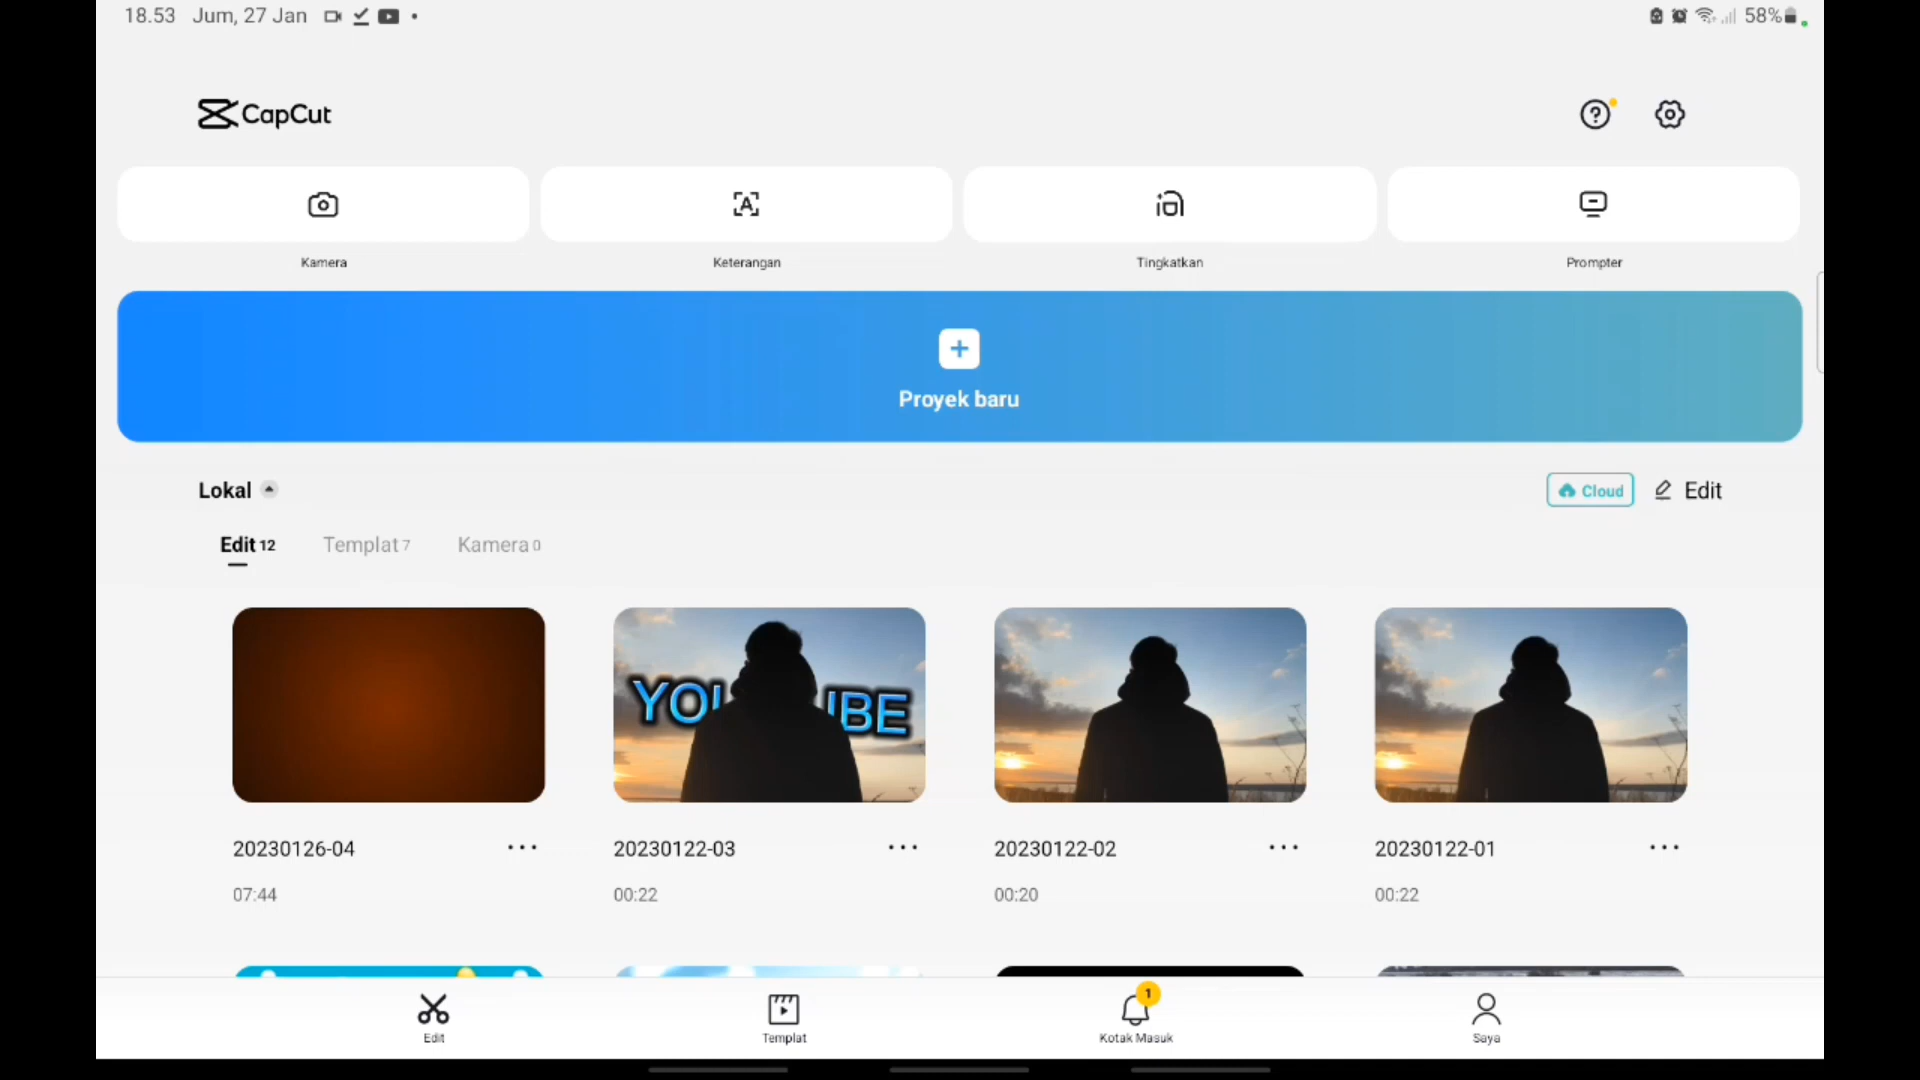 18.53 Jum, 27 Jan
58%
CapCut
Kamera
Keterangan
Tingkatkan
Prompter
Proyek baru
Lokal
Cloud
Edit
Edit 12
Templat 7
Kamera 0
YOU
UBE
20230126-04
20230122-03
20230122-02
20230122-01
07:44
00:22
00:20
00:22
Edit
Templat
1
Kotak Masuk
Saya